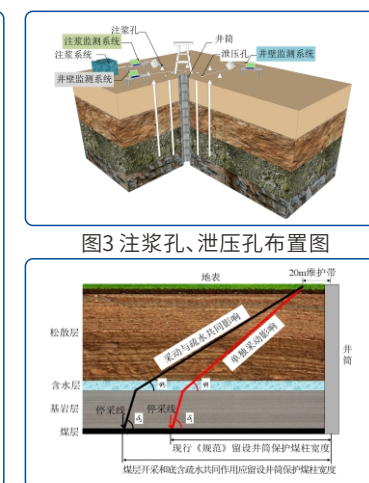 注浆孔
注浆监测系统
注浆系统
井壁监测系统
井筒
泄压孔
井壁监测系统
图3 注浆孔、泄压孔布置图
地表
20m维护带
松散层
采动与疏水共同影响
单独采动影响
井筒
含水层
基岩层
停采线
停采线
煤层
现行《规范》留设井筒保护煤柱宽度
煤层开采和底含疏水共同作用应留设井筒保护煤柱宽度